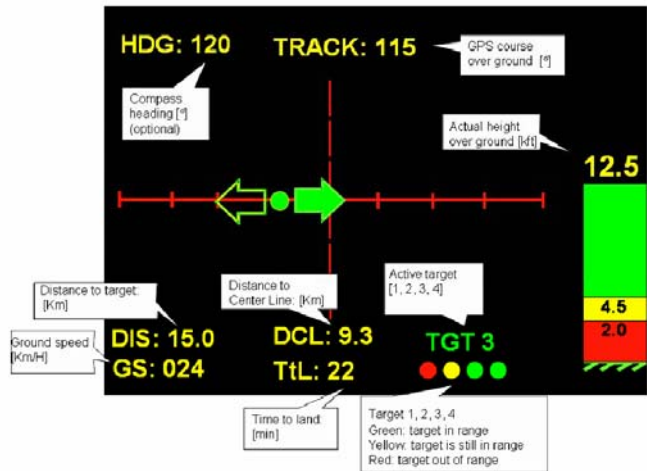 HDG: 120
TRACK: 115
GPS course
over ground [º]
Compass
heading [º]
(optional)
Actual height
over ground [kft]
12.5
Distance to target:
[Km]
Distance to
Center Line: [Km]
Active target
[1, 2, 3, 4]
4.5
2.0
Ground speed
[Km/H]
DIS: 15.0
DCL: 9.3
TGT 3
GS: 024
TtL: 22
Time to land:
[min]
Target 1, 2, 3, 4
Green: target in range
Yellow: target is still in range
Red: target out of range